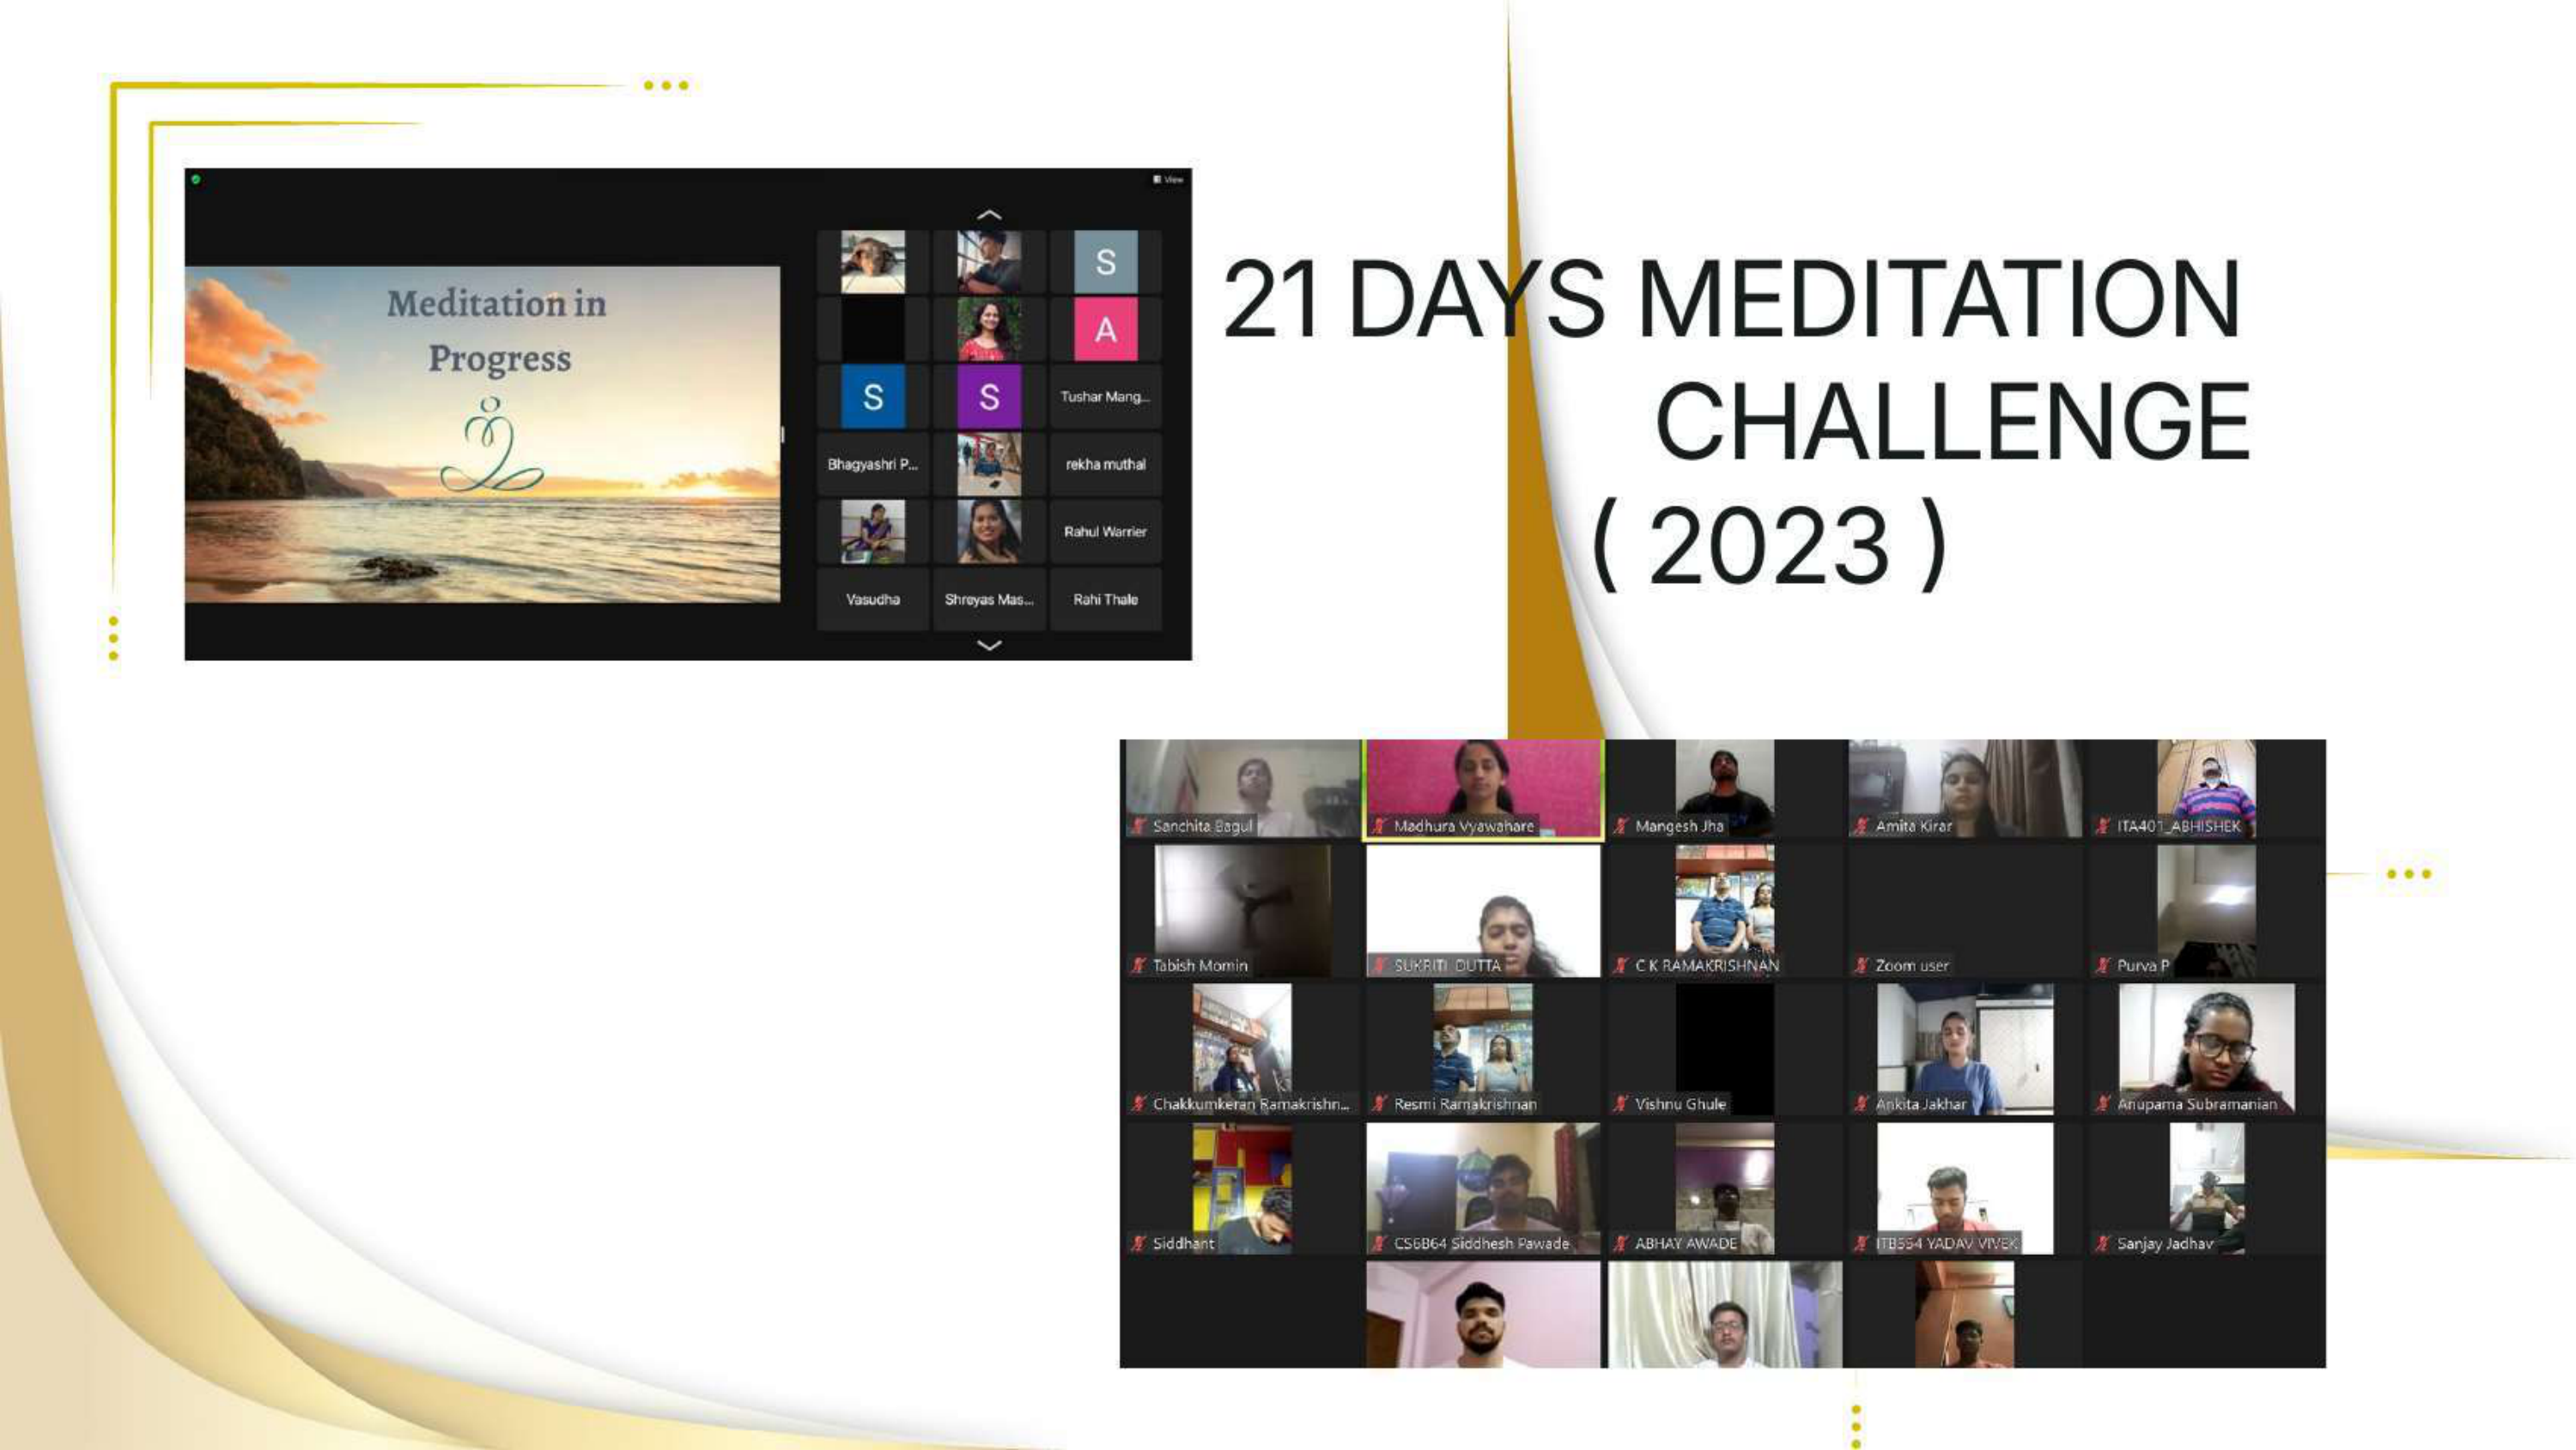 View
Meditation in
Progress
S
A
S
S
Tushar Mang...
Bhagyashri P...
rekha muthal
Rahul Warrier
Vasudha
Shreyas Mas...
Rahi Thale
21 DAYS MEDITATION
CHALLENGE
( 2023 )
Sanchita Bagul
Madhura Vyawahare
Mangesh Jha
Amita Kirar
ITA401_ABHISHEK
Tabish Momin
SUKRITI DUTTA
C K RAMAKRISHNAN
Zoom user
Purva P
Chakkumkeran Ramakrishn...
Resmi Ramakrishnan
Vishnu Ghule
Ankita Jakhar
Anupama Subramanian
Siddhant
CS6B64 Siddhesh Pawade
ABHAY AWADE
ITB554 YADAV VIVEK
Sanjay Jadhav